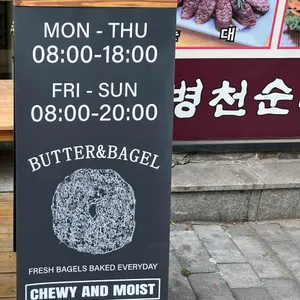 MON - THU
08:00-18:00
FRI - SUN
08:00-20:00
BUTTER&BAGEL
FRESH BAGELS BAKED EVERYDAY
CHEWY AND MOIST
대
병천순